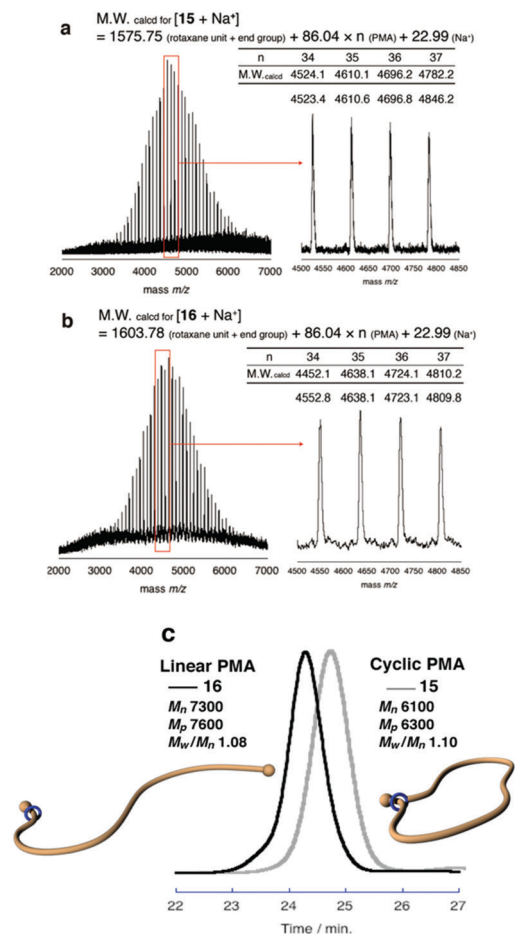 a
M.W. calcd for [15 + Na⁺]
= 1575.75 (rotaxane unit + end group) + 86.04 × n (PMA) + 22.99 (Na⁺)
n 34 35 36 37
M.W.calcd 4524.1 4610.1 4696.2 4782.2
4523.4 4610.6 4696.8 4846.2
2000 3000 4000 5000 6000 7000
mass m/z
4500 4550 4600 4650 4700 4750 4800 4850
mass m/z
b
M.W. calcd for [16 + Na⁺]
= 1603.78 (rotaxane unit + end group) + 86.04 × n (PMA) + 22.99 (Na⁺)
n 34 35 36 37
M.W.calcd 4452.1 4638.1 4724.1 4810.2
4552.8 4638.1 4723.1 4809.8
2000 3000 4000 5000 6000 7000
mass m/z
4500 4550 4600 4650 4700 4750 4800 4850
mass m/z
c
Linear PMA
16
Mn 7300
Mp 7600
Mw/Mn 1.08
Cyclic PMA
15
Mn 6100
Mp 6300
Mw/Mn 1.10
22 23 24 25 26 27
Time / min.